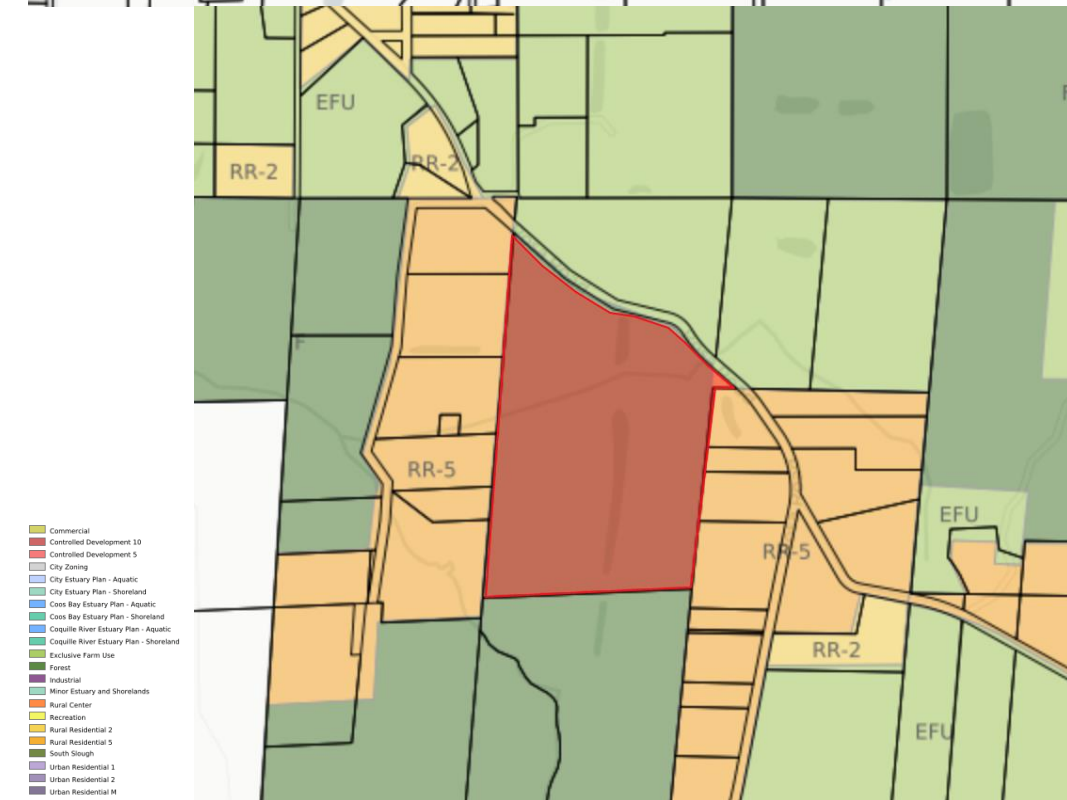 EFU
RR-2
RR-2
F
F
RR-5
EFU
RR-5
RR-2
EFU
Commercial
Controlled Development 10
Controlled Development 5
City Zoning
City Estuary Plan - Aquatic
City Estuary Plan - Shoreland
Coos Bay Estuary Plan - Aquatic
Coos Bay Estuary Plan - Shoreland
Coquille River Estuary Plan - Aquatic
Coquille River Estuary Plan - Shoreland
Exclusive Farm Use
Forest
Industrial
Minor Estuary and Shorelands
Rural Center
Recreation
Rural Residential 2
Rural Residential 5
South Slough
Urban Residential 1
Urban Residential 2
Urban Residential M